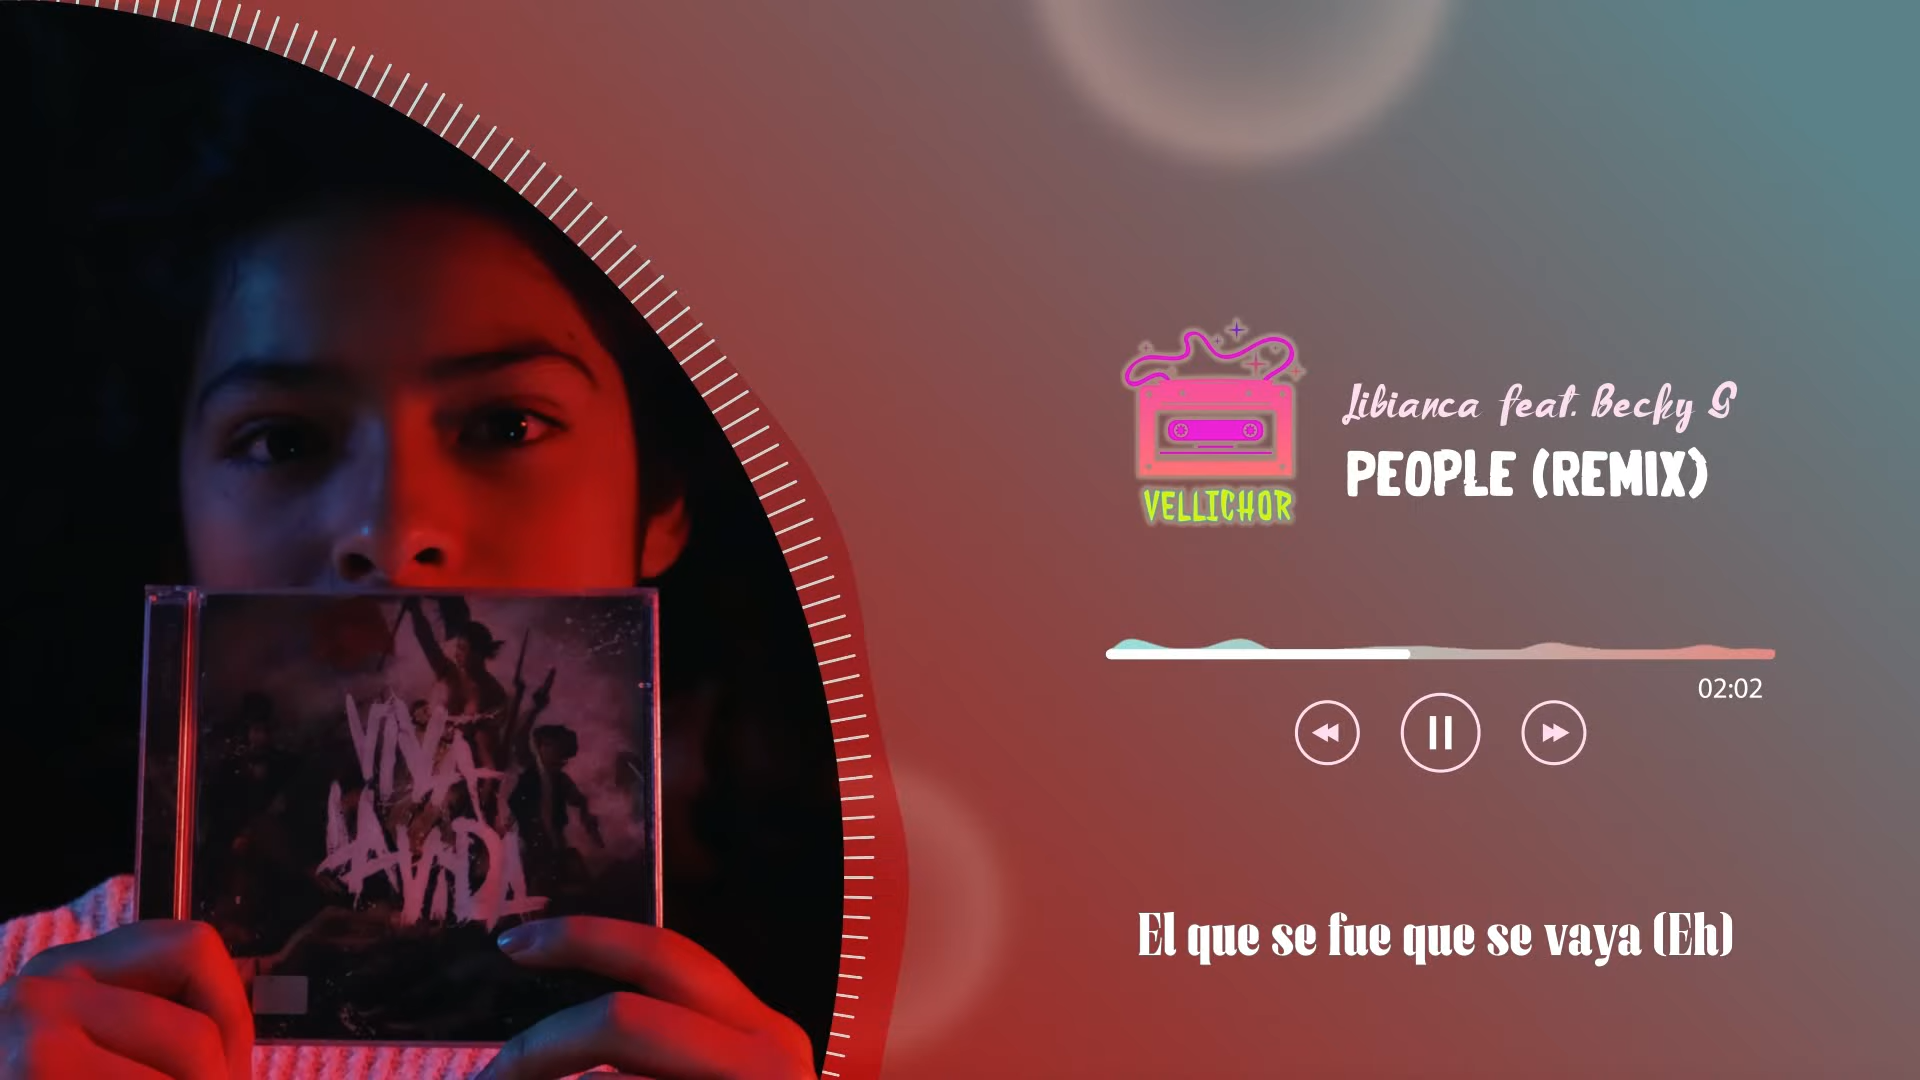 VIVA
LA VIDA
VELLICHOR
Libianca feat. Becky G
PEOPLE (REMIX)
02:02
El que se fue que se vaya (Eh)